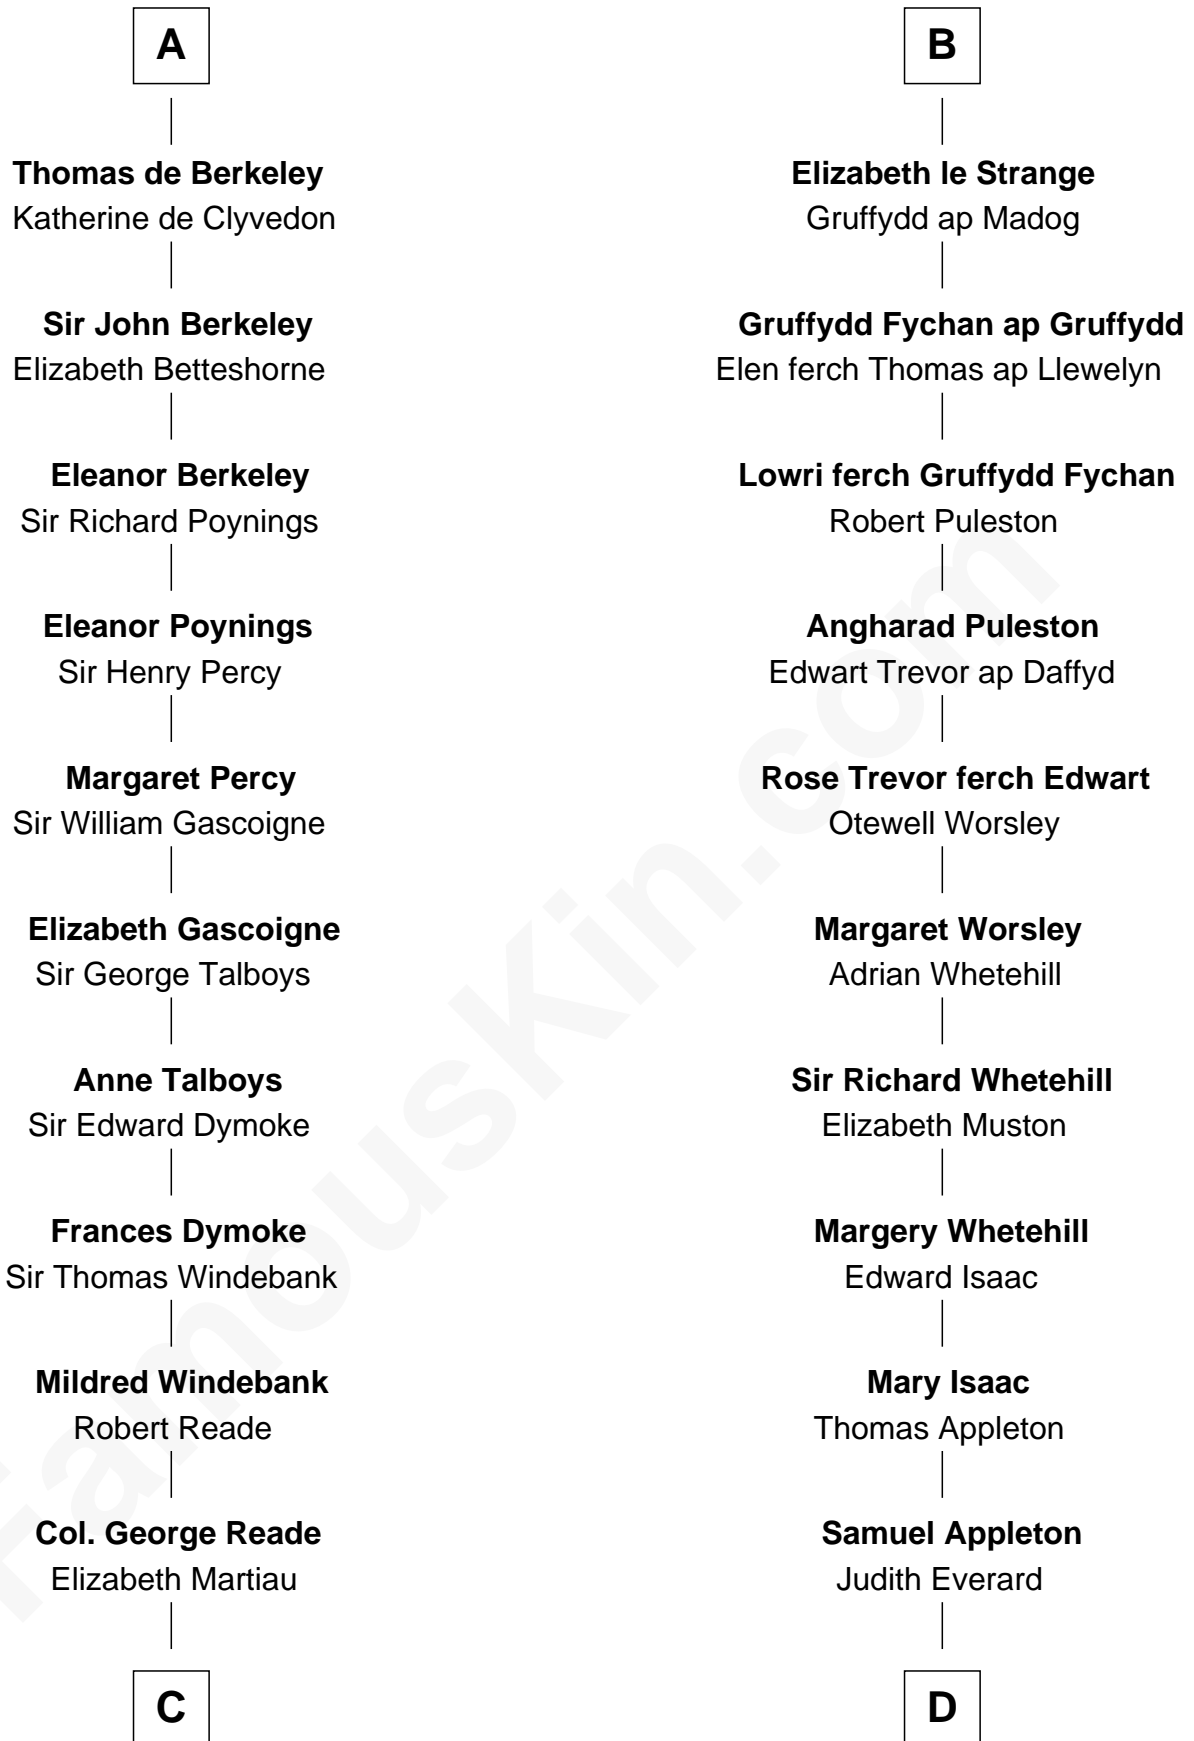 A
Thomas de Berkeley
Katherine de Clyvedon
Sir John Berkeley
Elizabeth Betteshorne
Eleanor Berkeley
Sir Richard Poynings
Eleanor Poynings
Sir Henry Percy
Margaret Percy
Sir William Gascoigne
Elizabeth Gascoigne
Sir George Talboys
Anne Talboys
Sir Edward Dymoke
Frances Dymoke
Sir Thomas Windebank
Mildred Windebank
Robert Reade
Col. George Reade
Elizabeth Martiau
C
B
Elizabeth le Strange
Gruffydd ap Madog
Gruffydd Fychan ap Gruffydd
Elen ferch Thomas ap Llewelyn
Lowri ferch Gruffydd Fychan
Robert Puleston
Angharad Puleston
Edwart Trevor ap Daffyd
Rose Trevor ferch Edwart
Otewell Worsley
Margaret Worsley
Adrian Whetehill
Sir Richard Whetehill
Elizabeth Muston
Margery Whetehill
Edward Isaac
Mary Isaac
Thomas Appleton
Samuel Appleton
Judith Everard
D
FamousKin.com